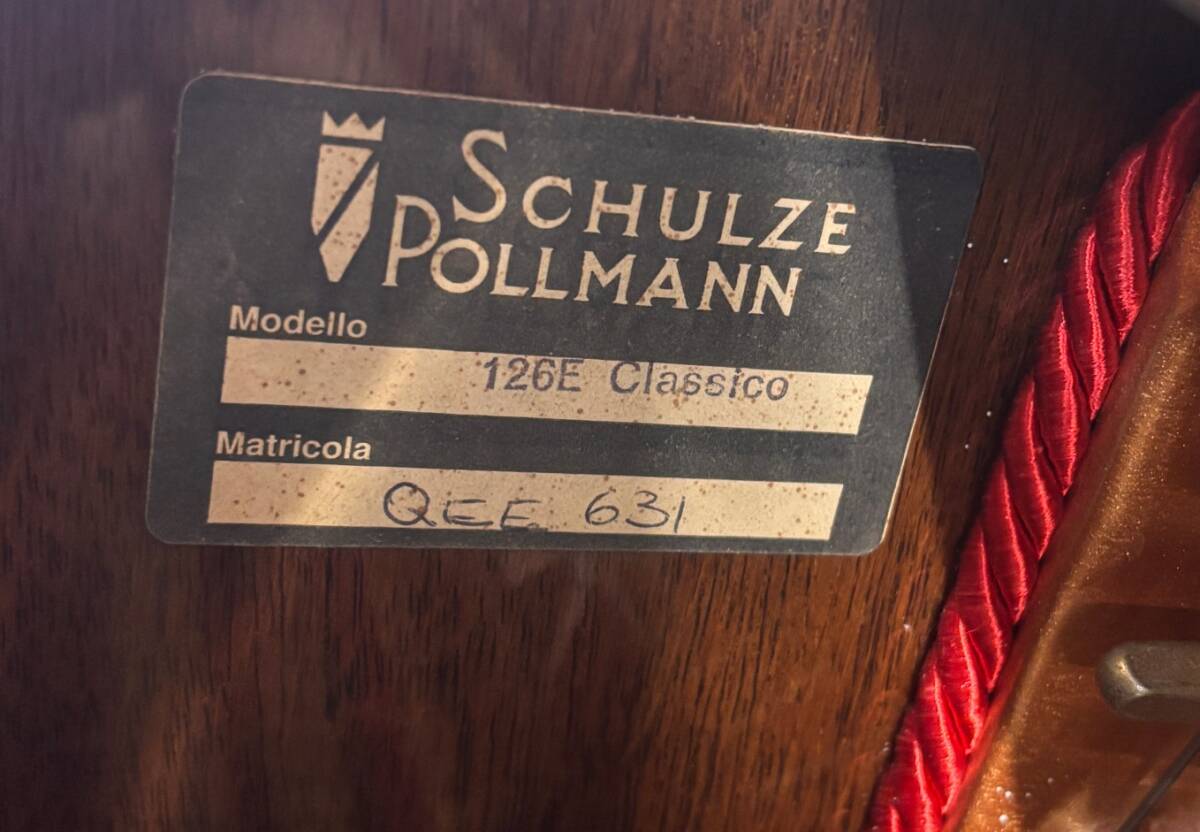 SCHULZE
POLLMANN
Modello
126E Classico
Matricola
QEE 631